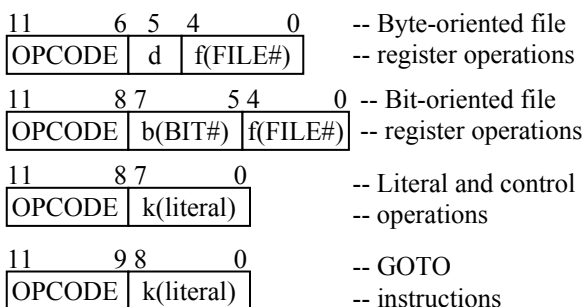 11 6 5 4 0 -- Byte-oriented file
OPCODE d f(FILE#) -- register operations
11 8 7 5 4 0 -- Bit-oriented file
OPCODE b(BIT#) f(FILE#) -- register operations
11 8 7 0 -- Literal and control
OPCODE k(literal) -- operations
11 9 8 0 -- GOTO
OPCODE k(literal) -- instructions